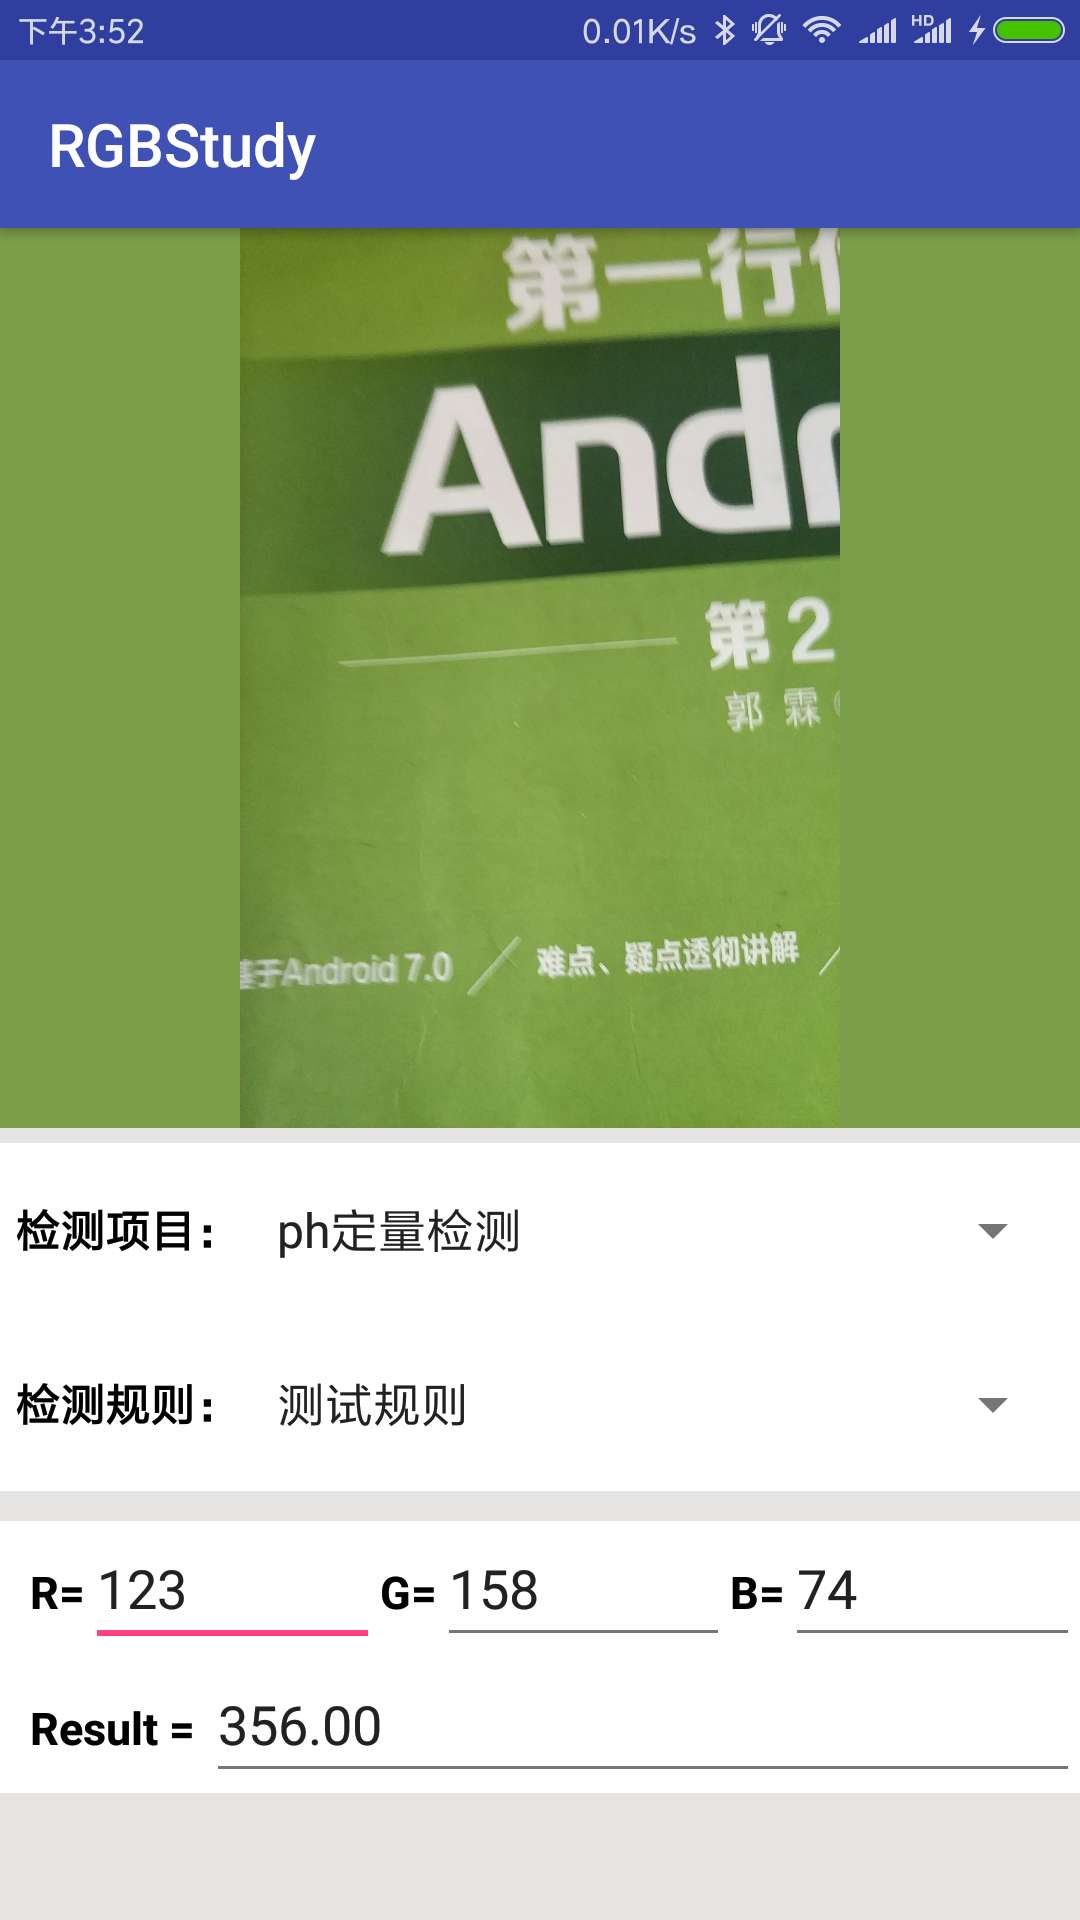 下午3:52 0.01K/s HD
RGBStudy
第一行
Andr
第2
郭 霖
基于Android 7.0 难点、疑点透彻讲解
检测项目： ph定量检测
检测规则： 测试规则
R= 123 G= 158 B= 74
Result = 356.00